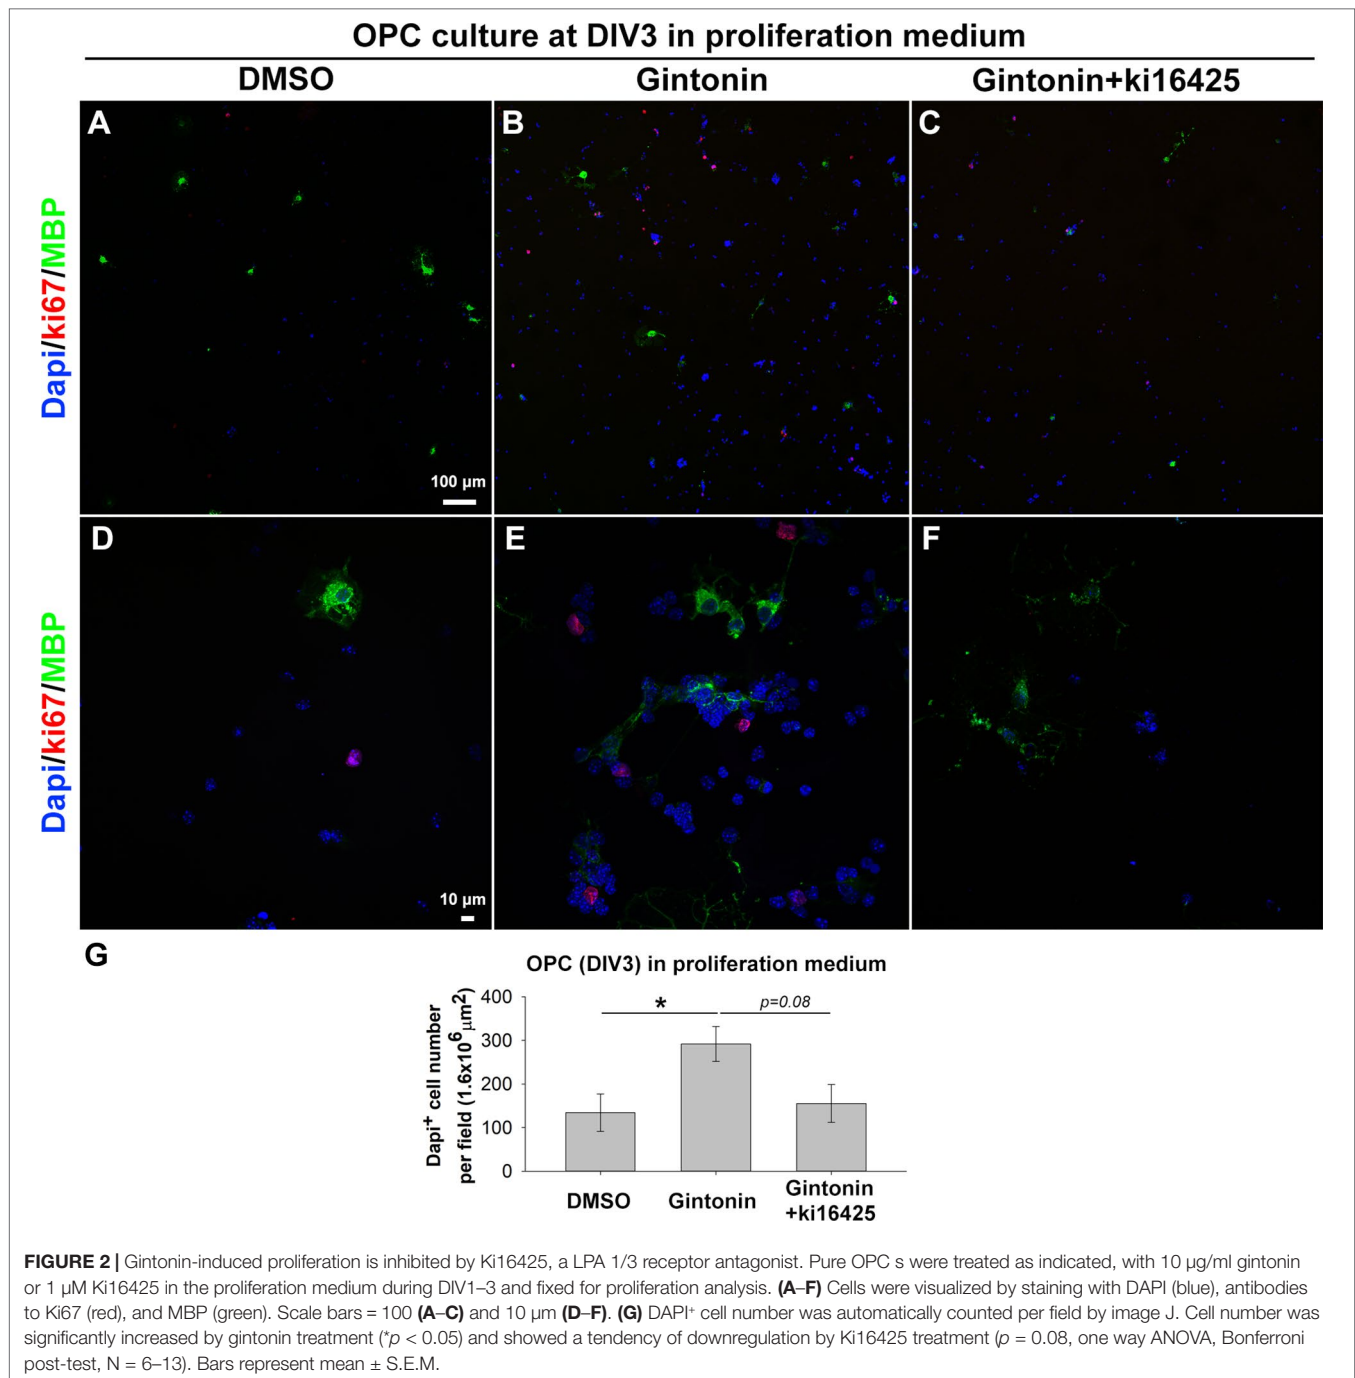 OPC culture at DIV3 in proliferation medium
DMSO Gintonin Gintonin+ki16425
Dapi/ki67/MBP
A B C
100 µm
Dapi/ki67/MBP
D E F
10 µm
G
OPC (DIV3) in proliferation medium
Dapi⁺ cell number
per field (1.6x10⁶µm²)
400
300
200
100
0
* p=0.08
DMSO Gintonin Gintonin
+ki16425
FIGURE 2 | Gintonin-induced proliferation is inhibited by Ki16425, a LPA 1/3 receptor antagonist. Pure OPC s were treated as indicated, with 10 µg/ml gintonin
or 1 µM Ki16425 in the proliferation medium during DIV1–3 and fixed for proliferation analysis. (A–F) Cells were visualized by staining with DAPI (blue), antibodies
to Ki67 (red), and MBP (green). Scale bars = 100 (A–C) and 10 µm (D–F). (G) DAPI⁺ cell number was automatically counted per field by image J. Cell number was
significantly increased by gintonin treatment (*p < 0.05) and showed a tendency of downregulation by Ki16425 treatment (p = 0.08, one way ANOVA, Bonferroni
post-test, N = 6–13). Bars represent mean ± S.E.M.